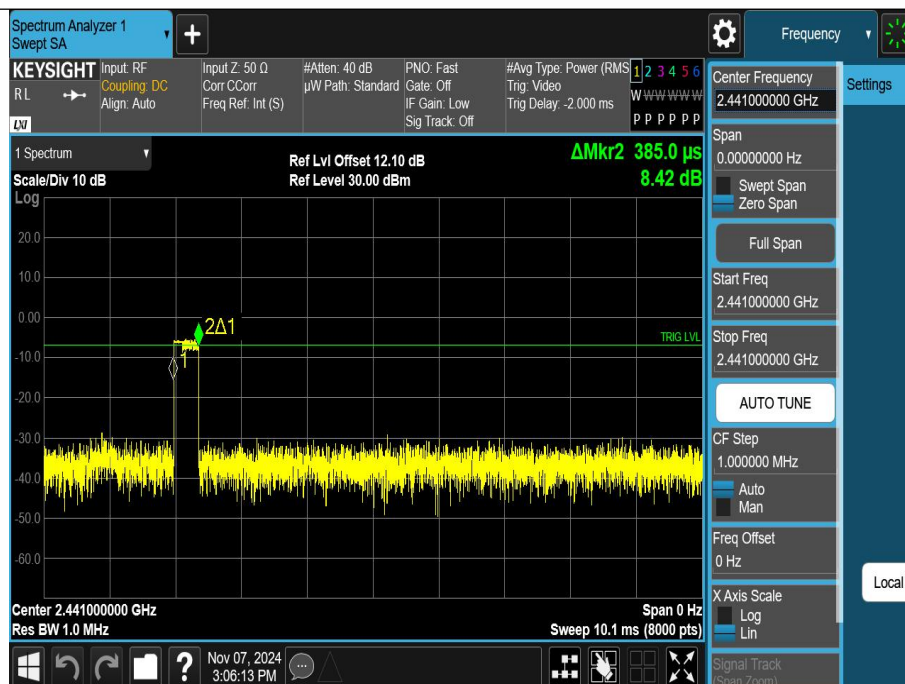 Spectrum Analyzer 1
Swept SA
Frequency
KEYSIGHT
R L
LXI
Input: RF
Coupling: DC
Align: Auto
Input Z: 50 Ω
Corr CCorr
Freq Ref: Int (S)
#Atten: 40 dB
µW Path: Standard
PNO: Fast
Gate: Off
IF Gain: Low
Sig Track: Off
#Avg Type: Power (RMS
Trig: Video
Trig Delay: -2.000 ms
1 2 3 4 5 6
W W W W W W
P P P P P P
1 Spectrum
Scale/Div 10 dB
Log
Ref Lvl Offset 12.10 dB
Ref Level 30.00 dBm
ΔMkr2 385.0 µs
8.42 dB
20.0
10.0
0.00
-10.0
-20.0
-30.0
-40.0
-50.0
-60.0
2Δ1
1
TRIG LVL
Center 2.441000000 GHz
Res BW 1.0 MHz
Span 0 Hz
Sweep 10.1 ms (8000 pts)
Nov 07, 2024
3:06:13 PM
Center Frequency
2.441000000 GHz
Span
0.00000000 Hz
Swept Span
Zero Span
Full Span
Start Freq
2.441000000 GHz
Stop Freq
2.441000000 GHz
AUTO TUNE
CF Step
1.000000 MHz
Auto
Man
Freq Offset
0 Hz
X Axis Scale
Log
Lin
Signal Track
(Span Zoom)
Settings
Local